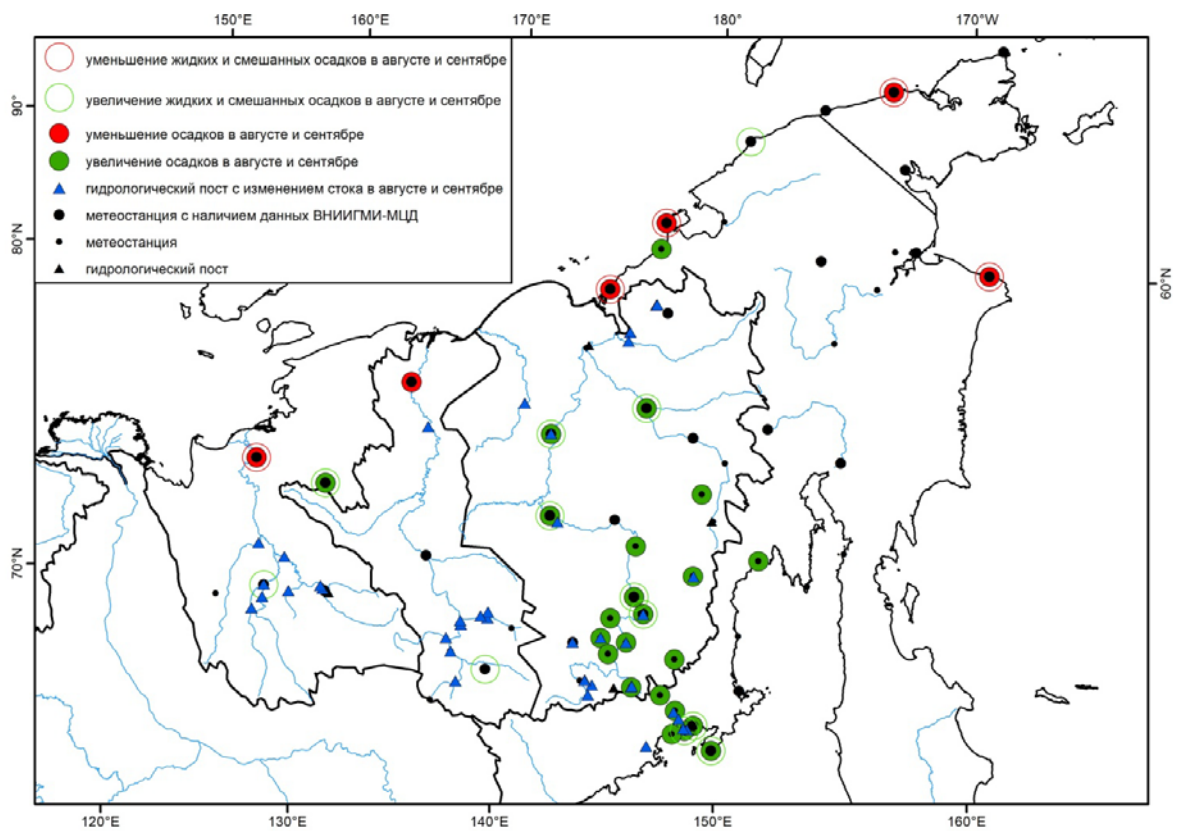 150°E 160°E 170°E 180° 170°W
уменьшение жидких и смешанных осадков в августе и сентябре
увеличение жидких и смешанных осадков в августе и сентябре
уменьшение осадков в августе и сентябре
увеличение осадков в августе и сентябре
гидрологический пост с изменением стока в августе и сентябре
метеостанция с наличием данных ВНИИГМИ-МЦД
метеостанция
гидрологический пост
90°
80°N
70°N
60°N
120°E 130°E 140°E 150°E 160°E